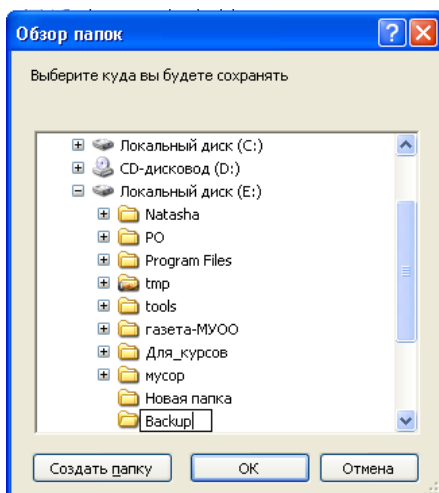 Обзор папок
Выберите куда вы будете сохранять
Локальный диск (C:)
CD-дисковод (D:)
Локальный диск (E:)
Natasha
PO
Program Files
tmp
tools
газета-МУОО
Для_курсов
мусор
Новая папка
Backup
Создать папку ОК Отмена